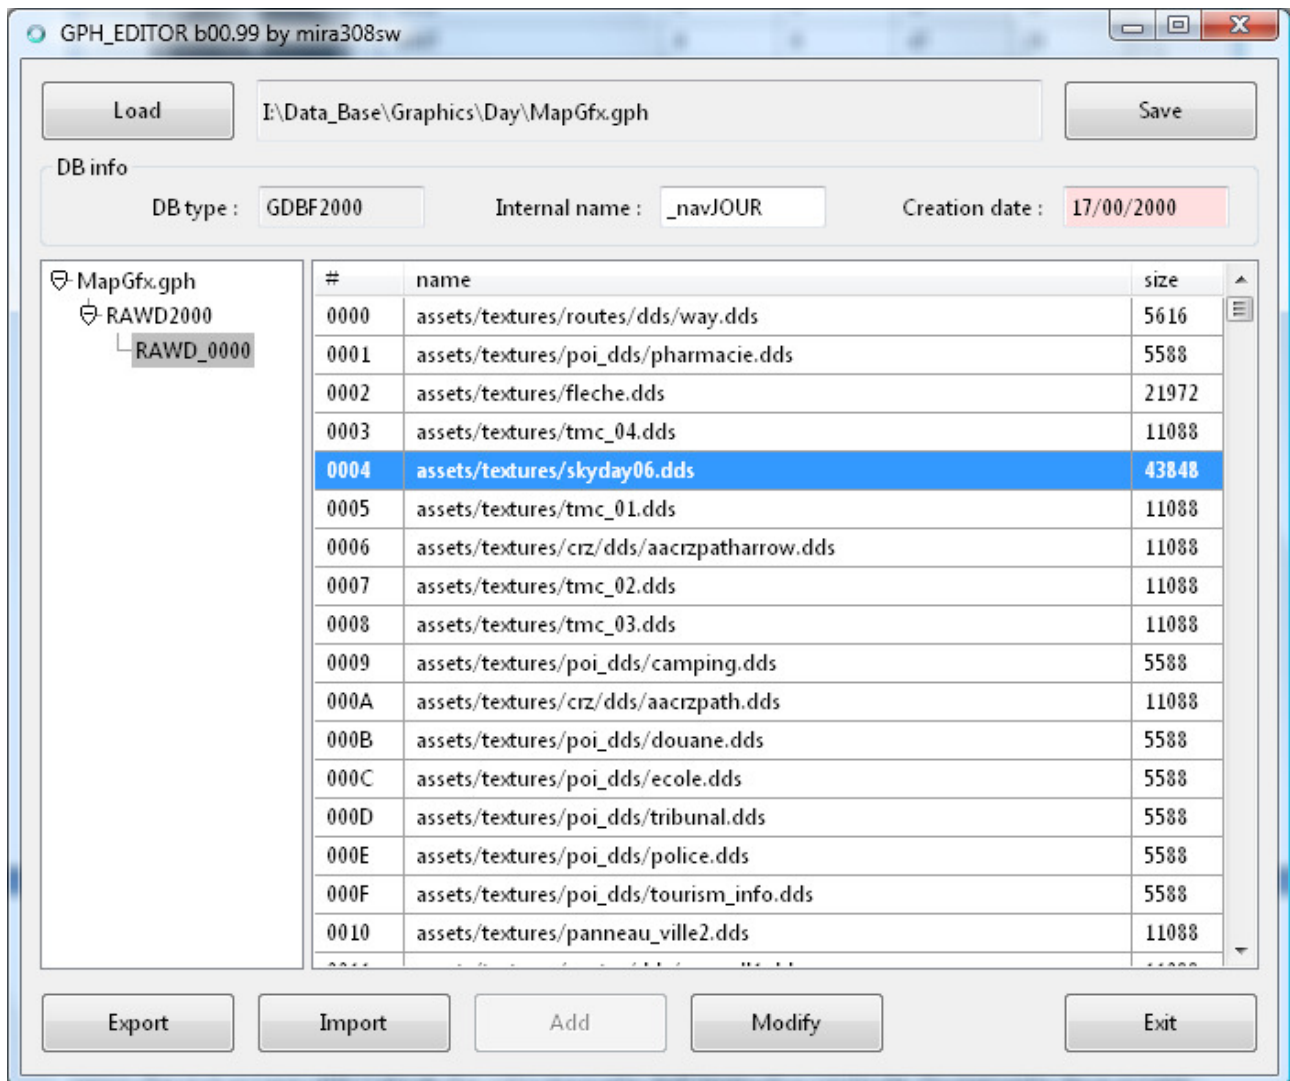 GPH_EDITOR b00.99 by mira308sw
Load I:\Data_Base\Graphics\Day\MapGfx.gph Save
DB info
DB type : GDBF2000 Internal name : _navJOUR Creation date : 17/00/2000
MapGfx.gph
RAWD2000
RAWD_0000
# name size
0000 assets/textures/routes/dds/way.dds 5616
0001 assets/textures/poi_dds/pharmacie.dds 5588
0002 assets/textures/fleche.dds 21972
0003 assets/textures/tmc_04.dds 11088
0004 assets/textures/skyday06.dds 43848
0005 assets/textures/tmc_01.dds 11088
0006 assets/textures/crz/dds/aacrzpatharrow.dds 11088
0007 assets/textures/tmc_02.dds 11088
0008 assets/textures/tmc_03.dds 11088
0009 assets/textures/poi_dds/camping.dds 5588
000A assets/textures/crz/dds/aacrzpath.dds 11088
000B assets/textures/poi_dds/douane.dds 5588
000C assets/textures/poi_dds/ecole.dds 5588
000D assets/textures/poi_dds/tribunal.dds 5588
000E assets/textures/poi_dds/police.dds 5588
000F assets/textures/poi_dds/tourism_info.dds 5588
0010 assets/textures/panneau_ville2.dds 11088
Export Import Add Modify Exit